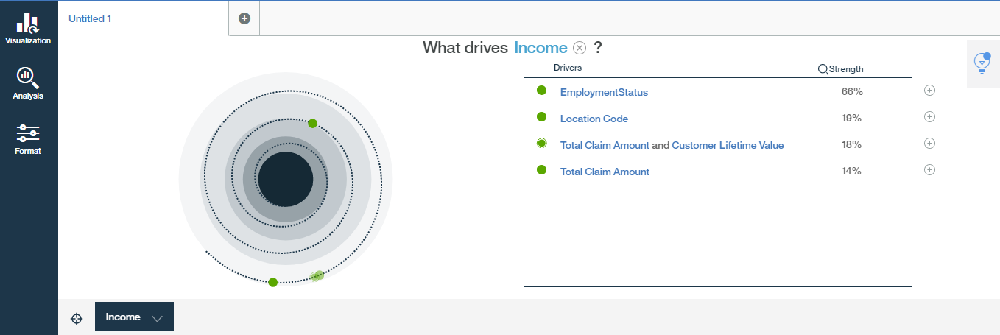 Visualization
Analysis
Format
Untitled 1
What drives Income ?
Drivers Strength
EmploymentStatus 66%
Location Code 19%
Total Claim Amount and Customer Lifetime Value 18%
Total Claim Amount 14%
Income